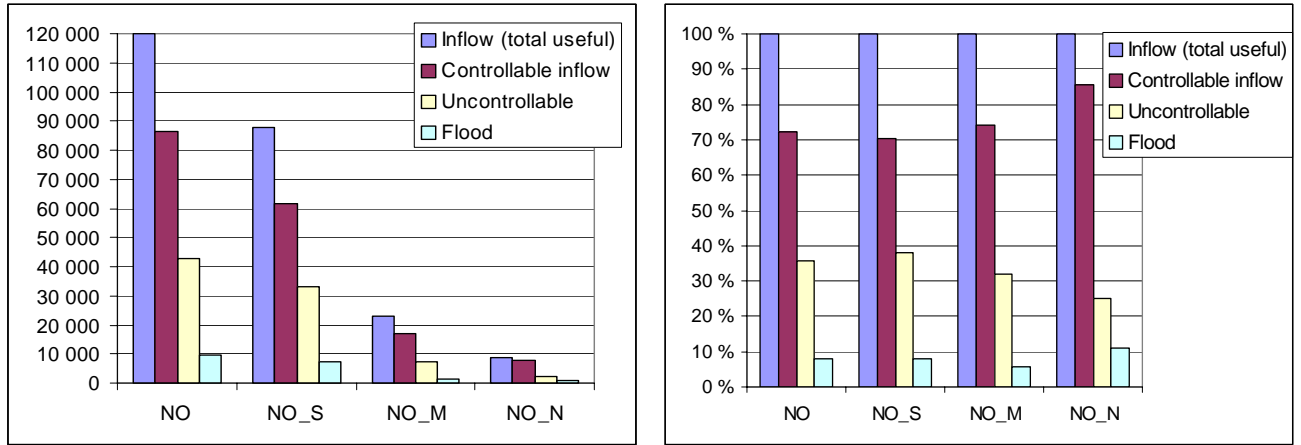 120 000
110 000
100 000
90 000
80 000
70 000
60 000
50 000
40 000
30 000
20 000
10 000
0
NO NO_S NO_M NO_N
Inflow (total useful)
Controllable inflow
Uncontrollable
Flood
100 %
90 %
80 %
70 %
60 %
50 %
40 %
30 %
20 %
10 %
0 %
NO NO_S NO_M NO_N
Inflow (total useful)
Controllable inflow
Uncontrollable
Flood